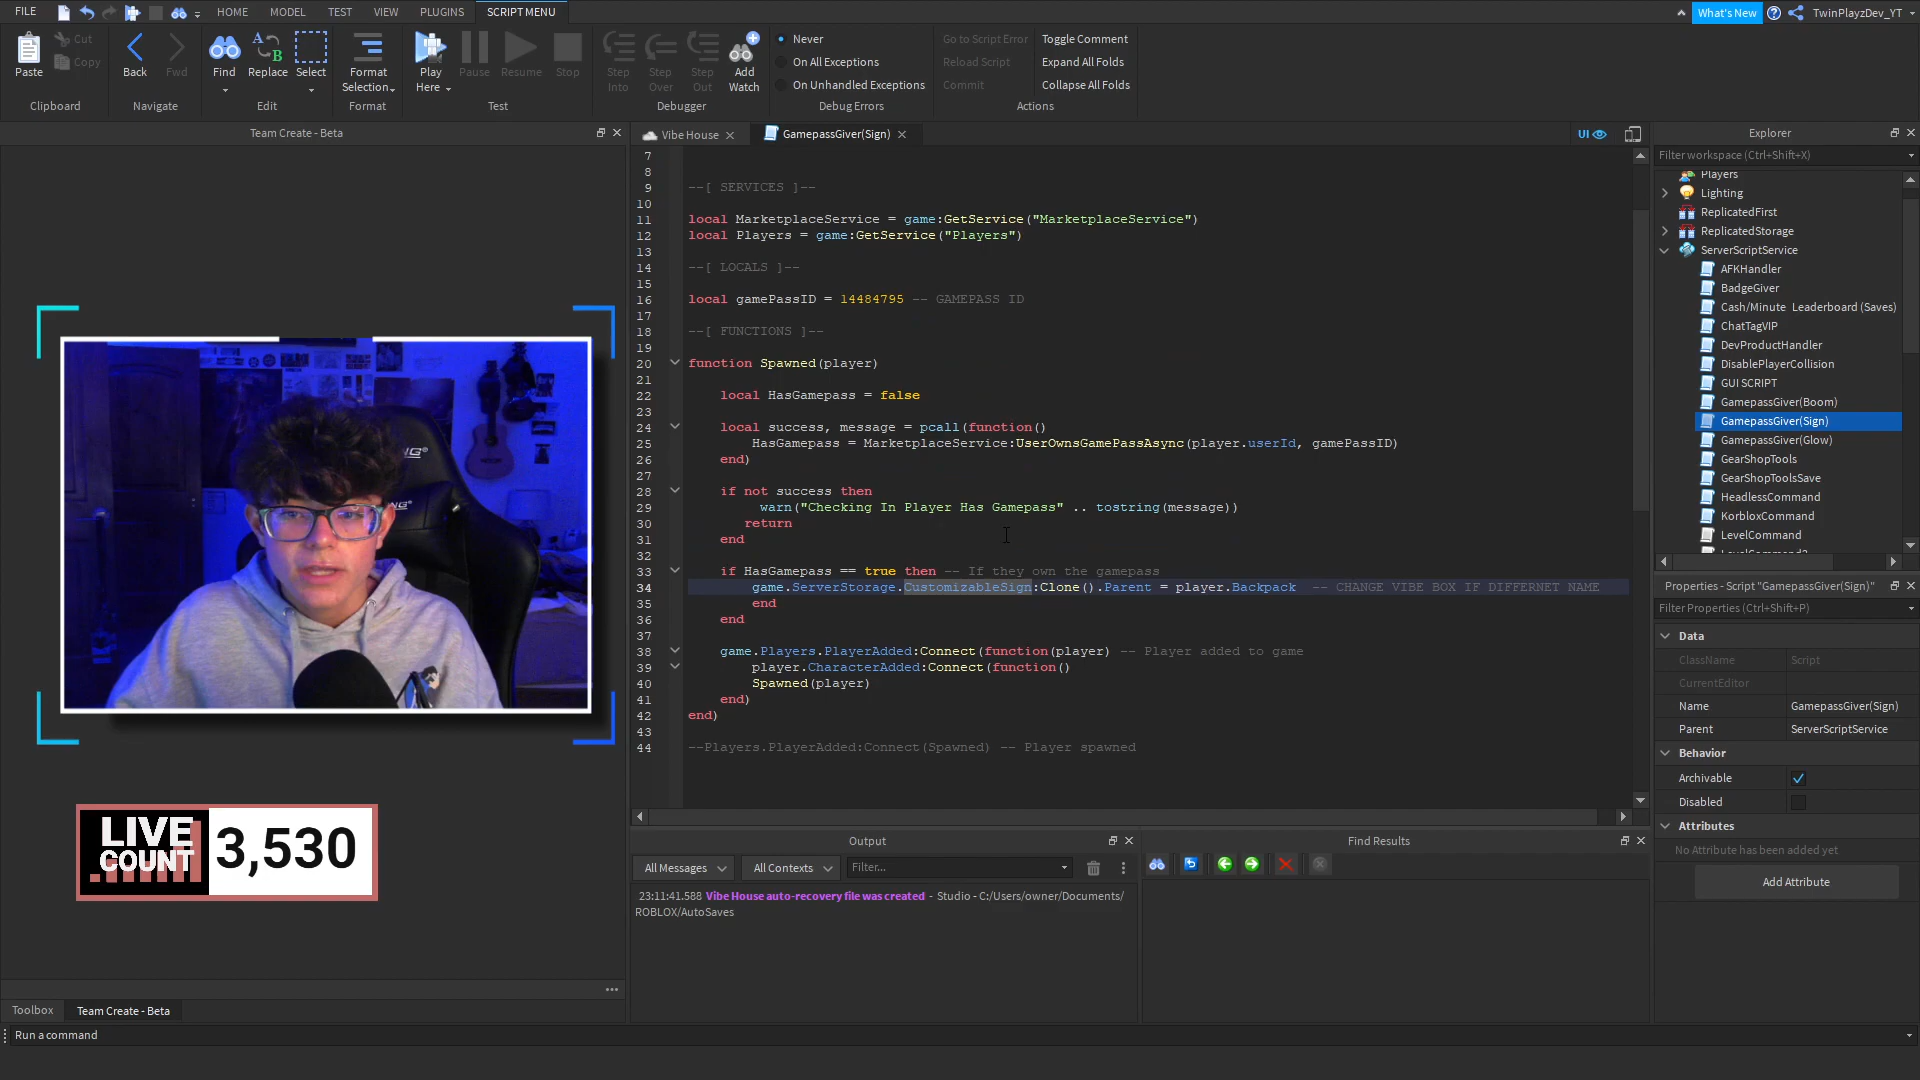 FILE
HOME
MODEL
TEST
VIEW
PLUGINS
SCRIPT MENU
What's New
TwinPlayzDev_YT
Paste
Cut
Copy
Clipboard
Back
Fwd
Navigate
Find
Replace
Select
Edit
Format
Selection
Format
Play
Here
Pause
Resume
Stop
Test
Step
Into
Step
Over
Step
Out
Add
Watch
Debugger
Never
On All Exceptions
On Unhandled Exceptions
Debug Errors
Go to Script Error
Reload Script
Commit
Toggle Comment
Expand All Folds
Collapse All Folds
Actions
Team Create - Beta
Vibe House
GamepassGiver(Sign)
UI
7
8
9 --[ SERVICES ]--
10
11 local MarketplaceService = game:GetService("MarketplaceService")
12 local Players = game:GetService("Players")
13
14 --[ LOCALS ]--
15
16 local gamePassID = 14484795 -- GAMEPASS ID
17
18 --[ FUNCTIONS ]--
19
20 function Spawned(player)
21
22 local HasGamepass = false
23
24 local success, message = pcall(function()
25 HasGamepass = MarketplaceService:UserOwnsGamePassAsync(player.userId, gamePassID)
26 end)
27
28 if not success then
29 warn("Checking In Player Has Gamepass" .. tostring(message))
30 return
31 end
32
33 if HasGamepass == true then -- If they own the gamepass
34 game.ServerStorage.CustomizableSign:Clone().Parent = player.Backpack -- CHANGE VIBE BOX IF DIFFERNET NAME
35 end
36 end
37
38 game.Players.PlayerAdded:Connect(function(player) -- Player added to game
39 player.CharacterAdded:Connect(function()
40 Spawned(player)
41 end)
42 end)
43
44 --Players.PlayerAdded:Connect(Spawned) -- Player spawned
Explorer
Filter workspace (Ctrl+Shift+X)
Players
Lighting
ReplicatedFirst
ReplicatedStorage
ServerScriptService
AFKHandler
BadgeGiver
Cash/Minute Leaderboard (Saves)
ChatTagVIP
DevProductHandler
DisablePlayerCollision
GUI SCRIPT
GamepassGiver(Boom)
GamepassGiver(Sign)
GamepassGiver(Glow)
GearShopTools
GearShopToolsSave
HeadlessCommand
KorbloxCommand
LevelCommand
LevelCommand2
Properties - Script "GamepassGiver(Sign)"
Filter Properties (Ctrl+Shift+P)
Data
ClassName Script
CurrentEditor
Name GamepassGiver(Sign)
Parent ServerScriptService
Behavior
Archivable
Disabled
Attributes
No Attribute has been added yet
Add Attribute
LIVE
COUNT
3,530
Output
All Messages
All Contexts
Filter...
23:11:41.588 Vibe House auto-recovery file was created - Studio - C:/Users/owner/Documents/
ROBLOX/AutoSaves
Find Results
Toolbox
Team Create - Beta
Run a command